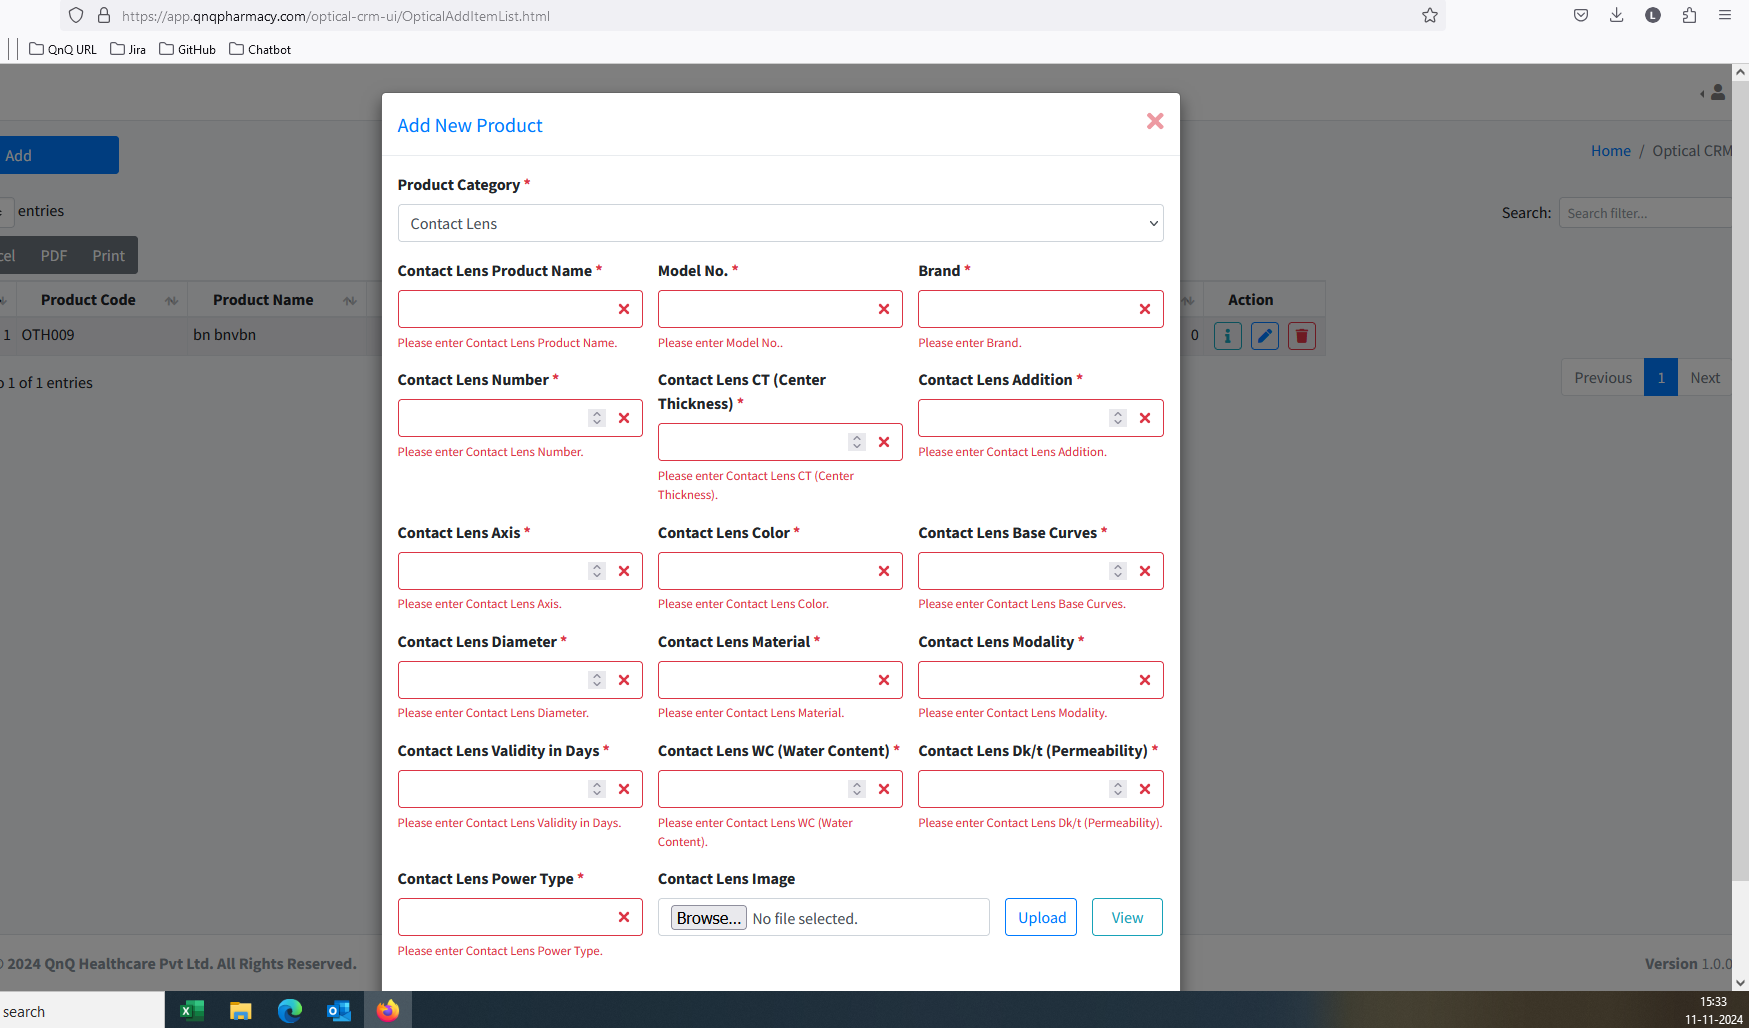 https://app.qnqpharmacy.com/optical-crm-ui/OpticalAddItemList.html
L
QnQ URL Jira GitHub Chatbot
Add New Product
Add
Home / Optical CRM
Product Category *
Contact Lens
entries
Search: Search filter...
cel PDF Print
Contact Lens Product Name * Model No. * Brand *
Product Code Product Name Action
1 OTH009 bn bnvbn 0
Please enter Contact Lens Product Name. Please enter Model No.. Please enter Brand.
o 1 of 1 entries
Previous 1 Next
Contact Lens Number * Contact Lens CT (Center Thickness) * Contact Lens Addition *
Please enter Contact Lens Number. Please enter Contact Lens CT (Center Thickness). Please enter Contact Lens Addition.
Contact Lens Axis * Contact Lens Color * Contact Lens Base Curves *
Please enter Contact Lens Axis. Please enter Contact Lens Color. Please enter Contact Lens Base Curves.
Contact Lens Diameter * Contact Lens Material * Contact Lens Modality *
Please enter Contact Lens Diameter. Please enter Contact Lens Material. Please enter Contact Lens Modality.
Contact Lens Validity in Days * Contact Lens WC (Water Content) * Contact Lens Dk/t (Permeability) *
Please enter Contact Lens Validity in Days. Please enter Contact Lens WC (Water Content). Please enter Contact Lens Dk/t (Permeability).
Contact Lens Power Type * Contact Lens Image
Browse... No file selected. Upload View
Please enter Contact Lens Power Type.
© 2024 QnQ Healthcare Pvt Ltd. All Rights Reserved.
Version 1.0.0
search
15:33
11-11-2024